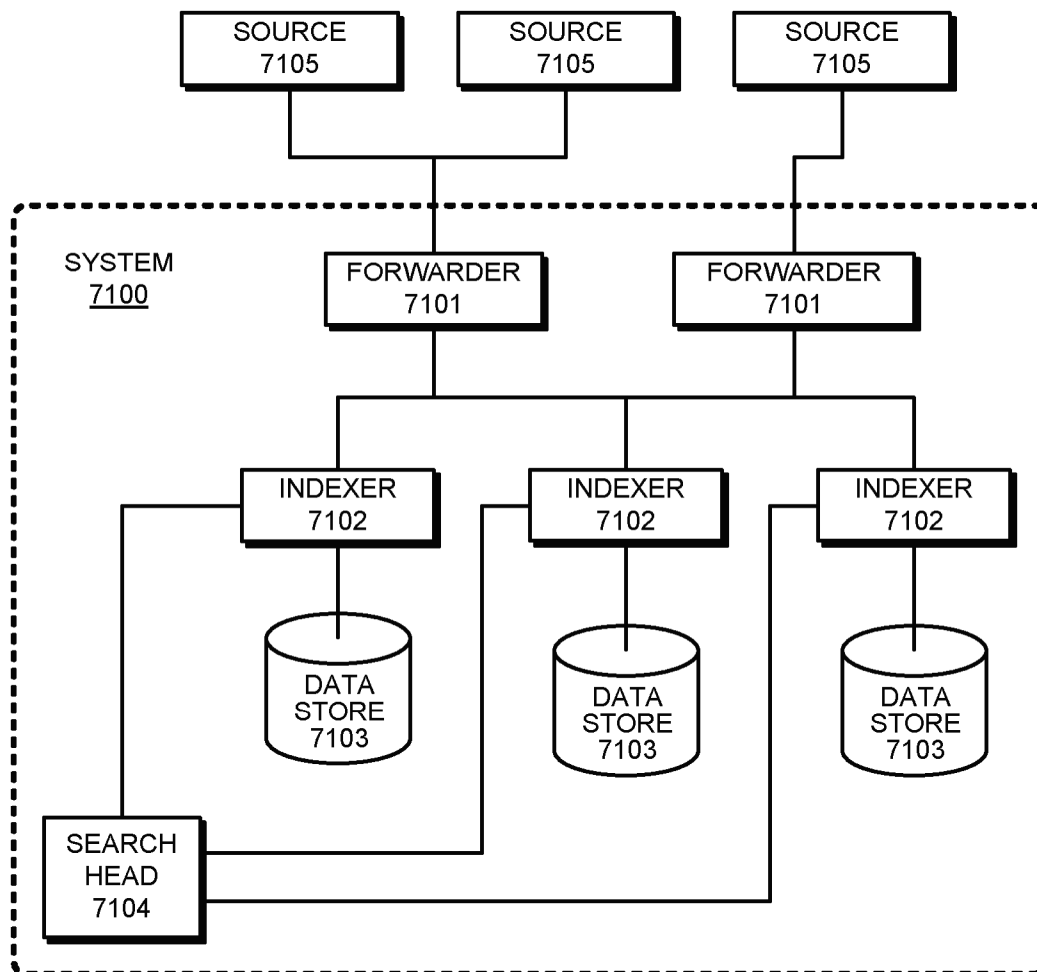 SOURCE
7105
SOURCE
7105
SOURCE
7105
SYSTEM
7100
FORWARDER
7101
FORWARDER
7101
INDEXER
7102
INDEXER
7102
INDEXER
7102
DATA
STORE
7103
DATA
STORE
7103
DATA
STORE
7103
SEARCH
HEAD
7104